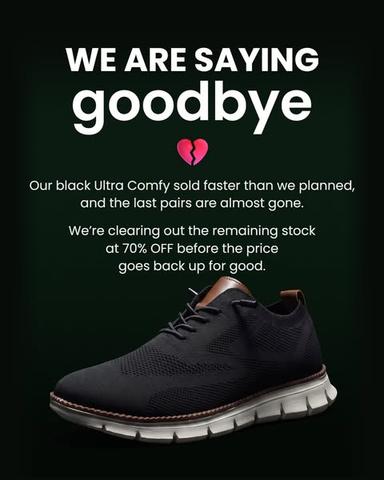 WE ARE SAYING
goodbye
Our black Ultra Comfy sold faster than we planned,
and the last pairs are almost gone.
We're clearing out the remaining stock
at 70% OFF before the price
goes back up for good.